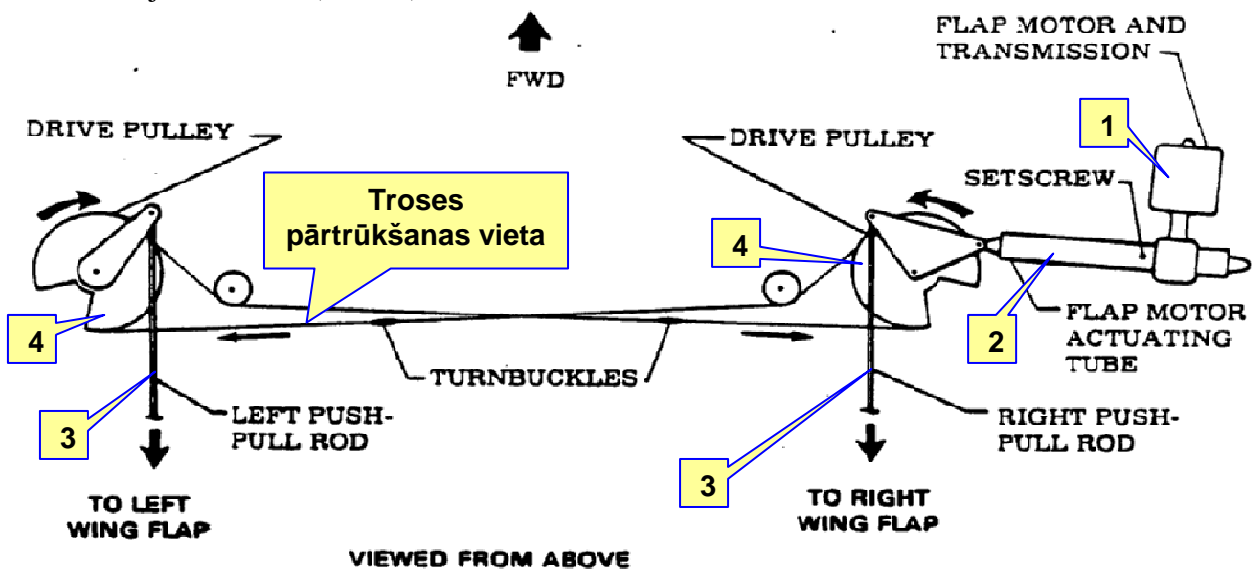 FWD
FLAP MOTOR AND
TRANSMISSION
1
DRIVE PULLEY
DRIVE PULLEY
SETSCREW
Troses
pārtrūkšanas vieta
4
4
2
FLAP MOTOR
ACTUATING
TUBE
TURNBUCKLES
3
LEFT PUSH-
PULL ROD
3
RIGHT PUSH-
PULL ROD
TO LEFT
WING FLAP
TO RIGHT
WING FLAP
VIEWED FROM ABOVE